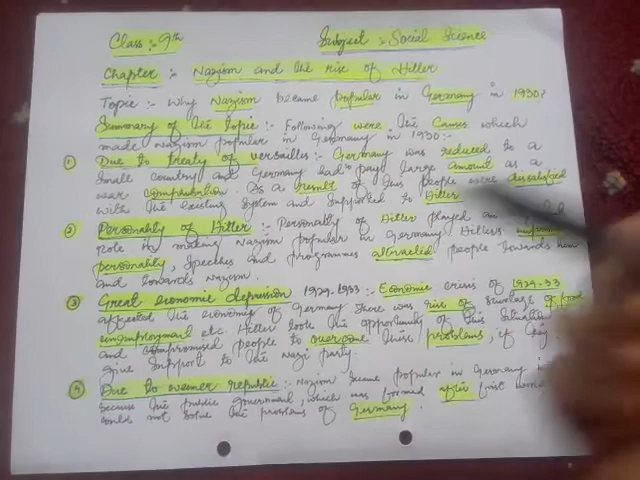 Class :- 9th
Subject :- Social Science
Chapter :- Nazism and the rise of Hitler
Topic :- Why Nazism became popular in Germany in 1930?
Summary of the topic :- Following were the causes which
made Nazism popular in Germany in 1930:-
① Due to treaty of versailles :- Germany was reduced to a
small country and Germany had to pay large amount as a
war compensation. As a result of this people were dissatisfied
with the existing system and supported to Hitler
② Personality of Hitler :- Personality of Hitler played an
role in making Nazism popular in Germany Hitler's
personality, speeches and programmes attracted people towards him
and towards Nazism.
③ Great economic depression 1929-1933 :- Economic crisis of 1929-33
affected the economy of Germany There was rise of shortage of food
unemployment etc. Hitler took the opportunity of this situation
and people to overcome these problems, if they
give support to the Nazi party.
④ Due to weimer republic :- Nazism became popular in Germany
because the public government, which was formed after first world
could not solve the problems of Germany.